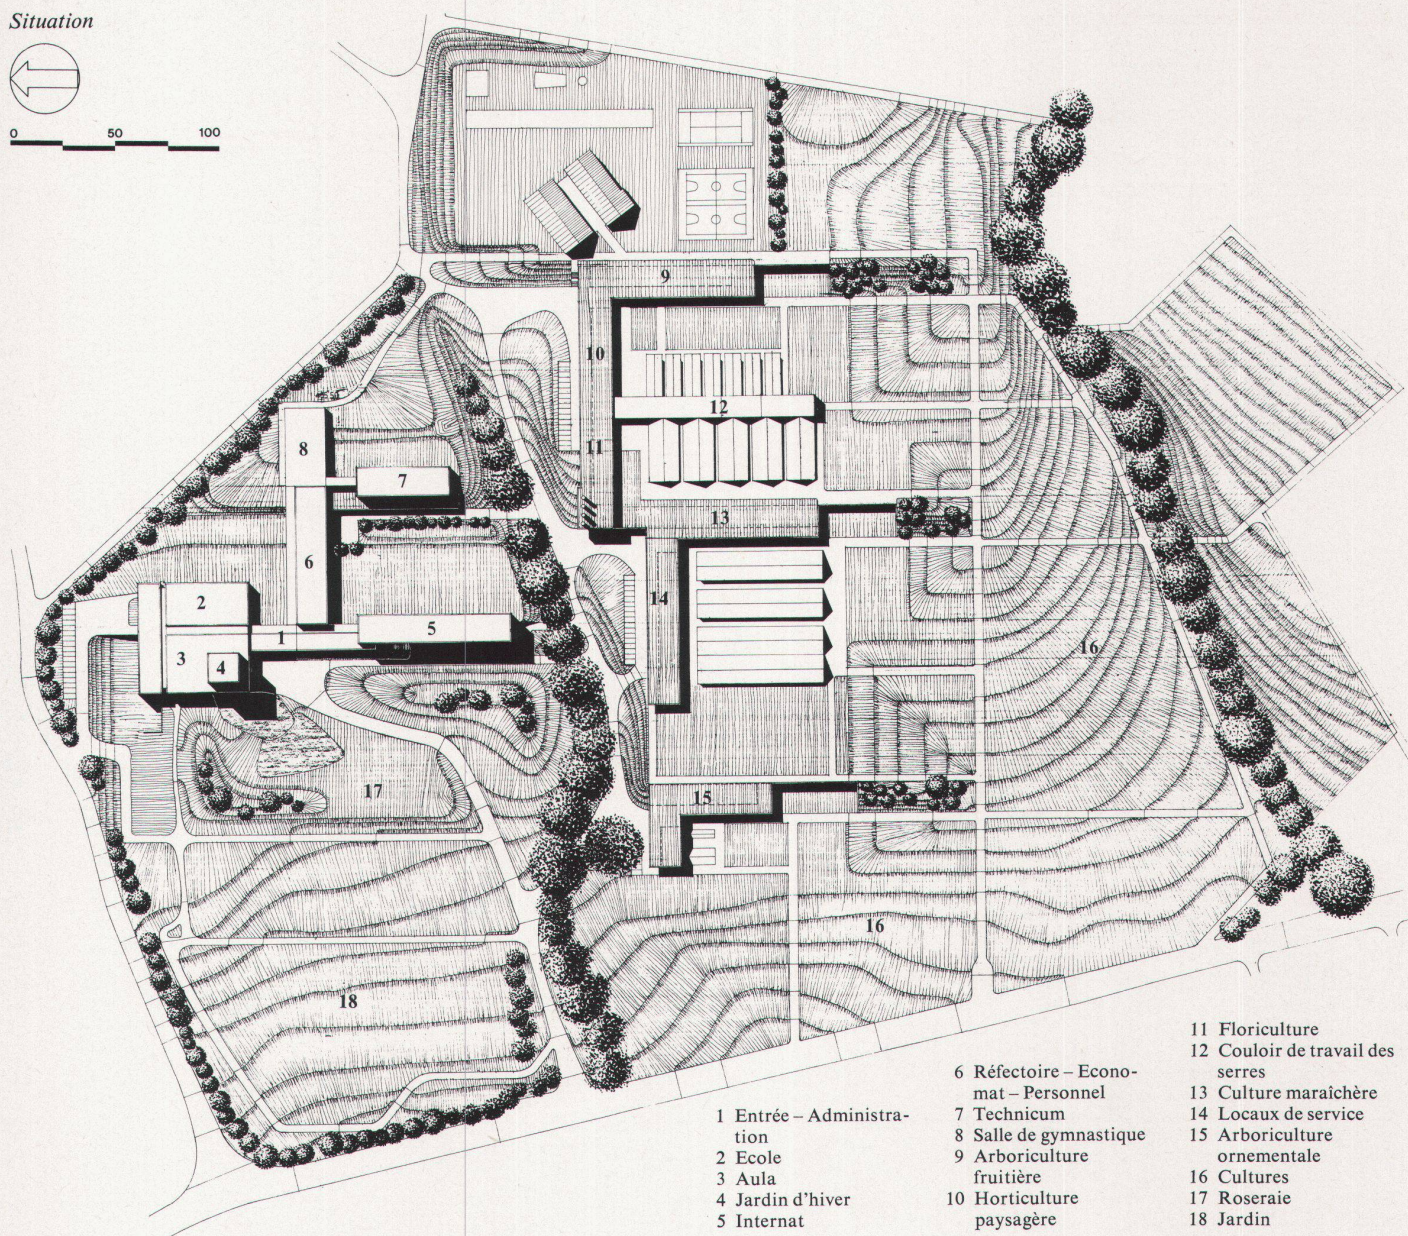 Situation
0 50 100
9
10
12
11
8
7
13
6
14
2
1
5
3
4
16
17
15
16
18
1 Entrée – Administra-
tion
2 Ecole
3 Aula
4 Jardin d'hiver
5 Internat
6 Réfectoire – Econo-
mat – Personnel
7 Technicum
8 Salle de gymnastique
9 Arboriculture
fruitière
10 Horticulture
paysagère
11 Floriculture
12 Couloir de travail des
serres
13 Culture maraîchère
14 Locaux de service
15 Arboriculture
ornementale
16 Cultures
17 Roseraie
18 Jardin